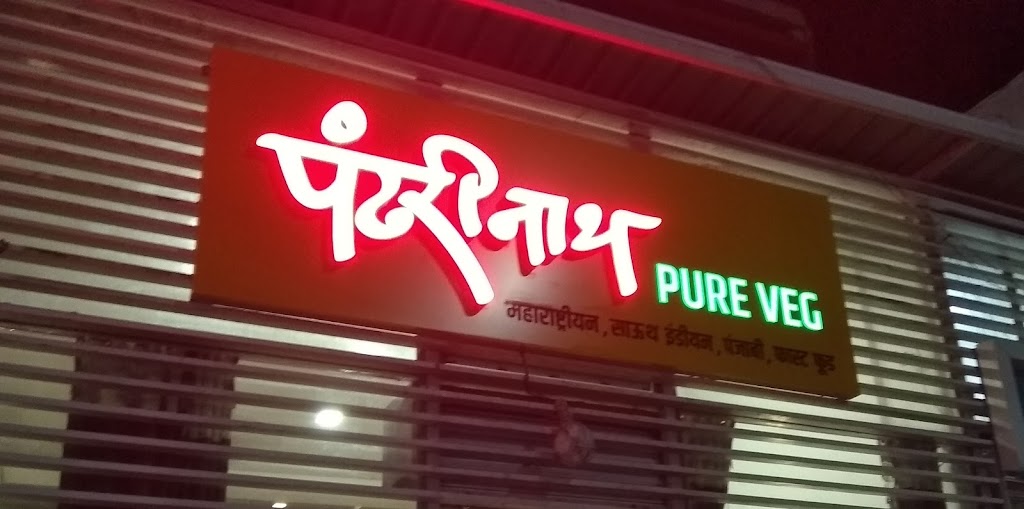 पंढरीनाथ
PURE VEG
महाराष्ट्रीयन , साऊथ इंडीयन , पंजाबी , फास्ट फूड